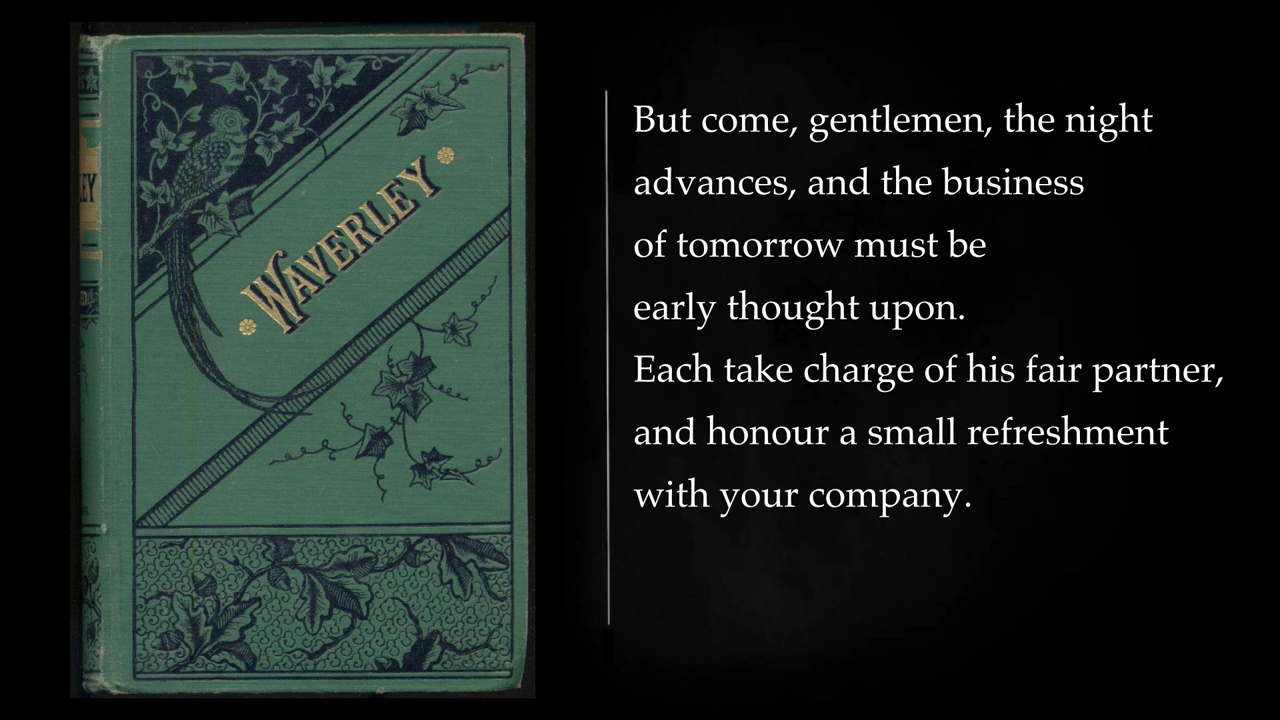 WAVERLEY
EY
But come, gentlemen, the night
advances, and the business
of tomorrow must be
early thought upon.
Each take charge of his fair partner,
and honour a small refreshment
with your company.